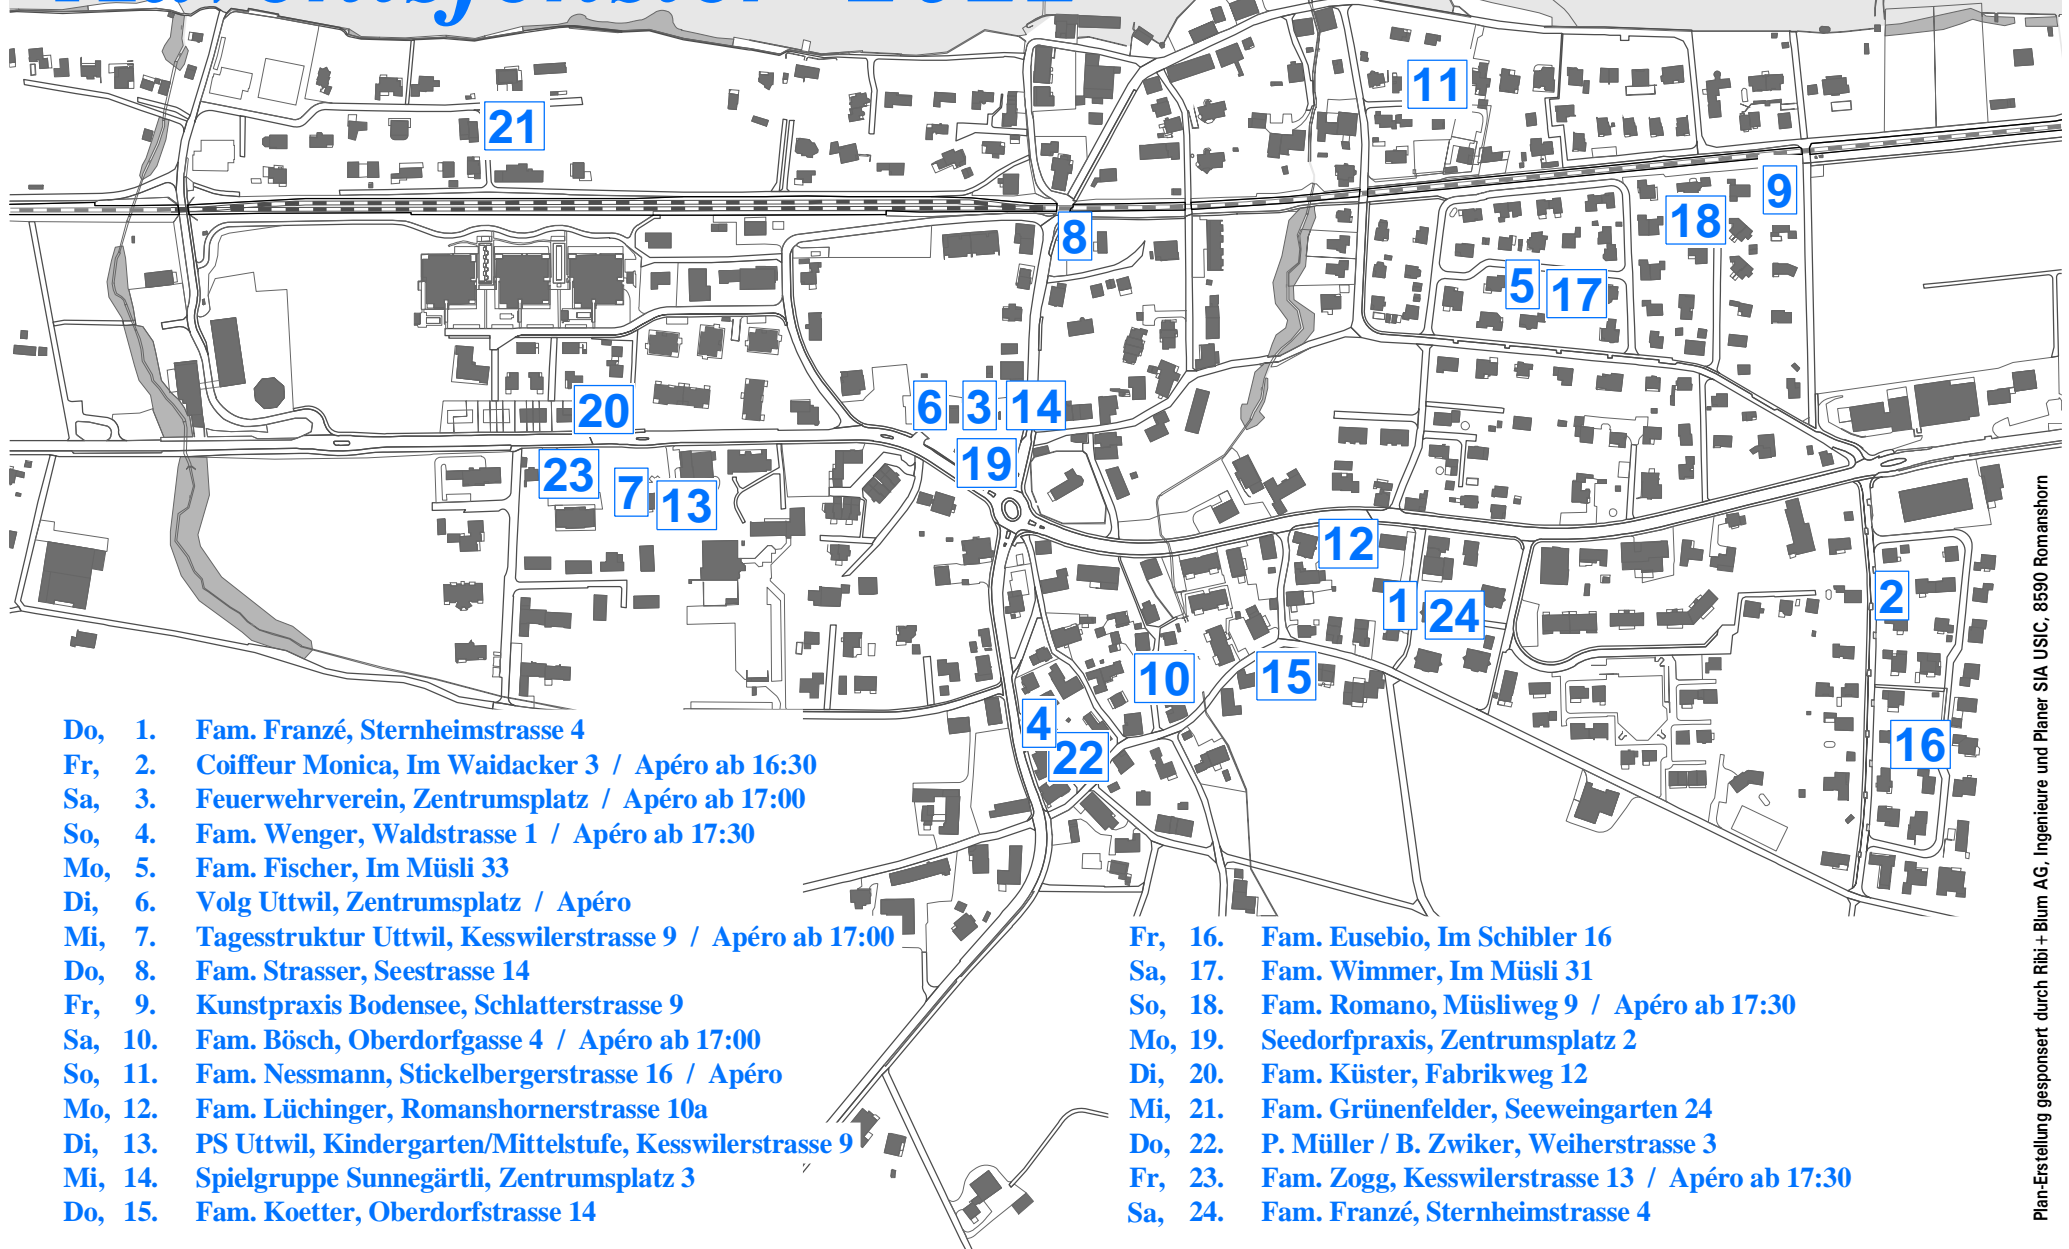 Adventsfenster 2022
21
11
9
18
8
5
17
6
3
14
20
19
23
7
13
12
2
1
24
10
15
4
22
16
Do, 1. Fam. Franzé, Sternheimstrasse 4
Fr, 2. Coiffeur Monica, Im Waidacker 3 / Apéro ab 16:30
Sa, 3. Feuerwehrverein, Zentrumsplatz / Apéro ab 17:00
So, 4. Fam. Wenger, Waldstrasse 1 / Apéro ab 17:30
Mo, 5. Fam. Fischer, Im Müsli 33
Di, 6. Volg Uttwil, Zentrumsplatz / Apéro
Mi, 7. Tagesstruktur Uttwil, Kesswilerstrasse 9 / Apéro ab 17:00
Do, 8. Fam. Strasser, Seestrasse 14
Fr, 9. Kunstpraxis Bodensee, Schlatterstrasse 9
Sa, 10. Fam. Bösch, Oberdorfgasse 4 / Apéro ab 17:00
So, 11. Fam. Nessmann, Stickelbergerstrasse 16 / Apéro
Mo, 12. Fam. Lüchinger, Romanshornerstrasse 10a
Di, 13. PS Uttwil, Kindergarten/Mittelstufe, Kesswilerstrasse 9
Mi, 14. Spielgruppe Sunnegärtli, Zentrumsplatz 3
Do, 15. Fam. Koetter, Oberdorfstrasse 14
Fr, 16. Fam. Eusebio, Im Schibler 16
Sa, 17. Fam. Wimmer, Im Müsli 31
So, 18. Fam. Romano, Müsliweg 9 / Apéro ab 17:30
Mo, 19. Seedorfpraxis, Zentrumsplatz 2
Di, 20. Fam. Küster, Fabrikweg 12
Mi, 21. Fam. Grünenfelder, Seeweingarten 24
Do, 22. P. Müller / B. Zwiker, Weiherstrasse 3
Fr, 23. Fam. Zogg, Kesswilerstrasse 13 / Apéro ab 17:30
Sa, 24. Fam. Franzé, Sternheimstrasse 4
Plan-Erstellung gesponsert durch Ribi + Blum AG, Ingenieure und Planer SIA USIC, 8590 Romanshorn